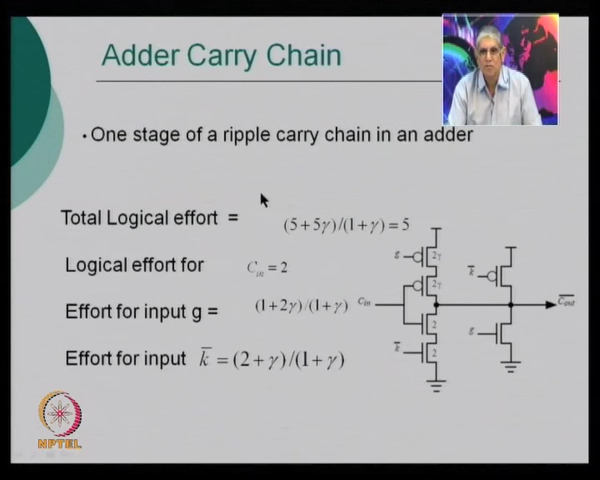 Adder Carry Chain
• One stage of a ripple carry chain in an adder
Total Logical effort = (5+5γ)/(1+γ) = 5
Logical effort for C_in = 2
Effort for input g = (1+2γ)/(1+γ)
Effort for input k̅ = (2+γ)/(1+γ)
g
2γ
2γ
C_in
2
k̅
2
k̅
g
C̅_out
NPTEL